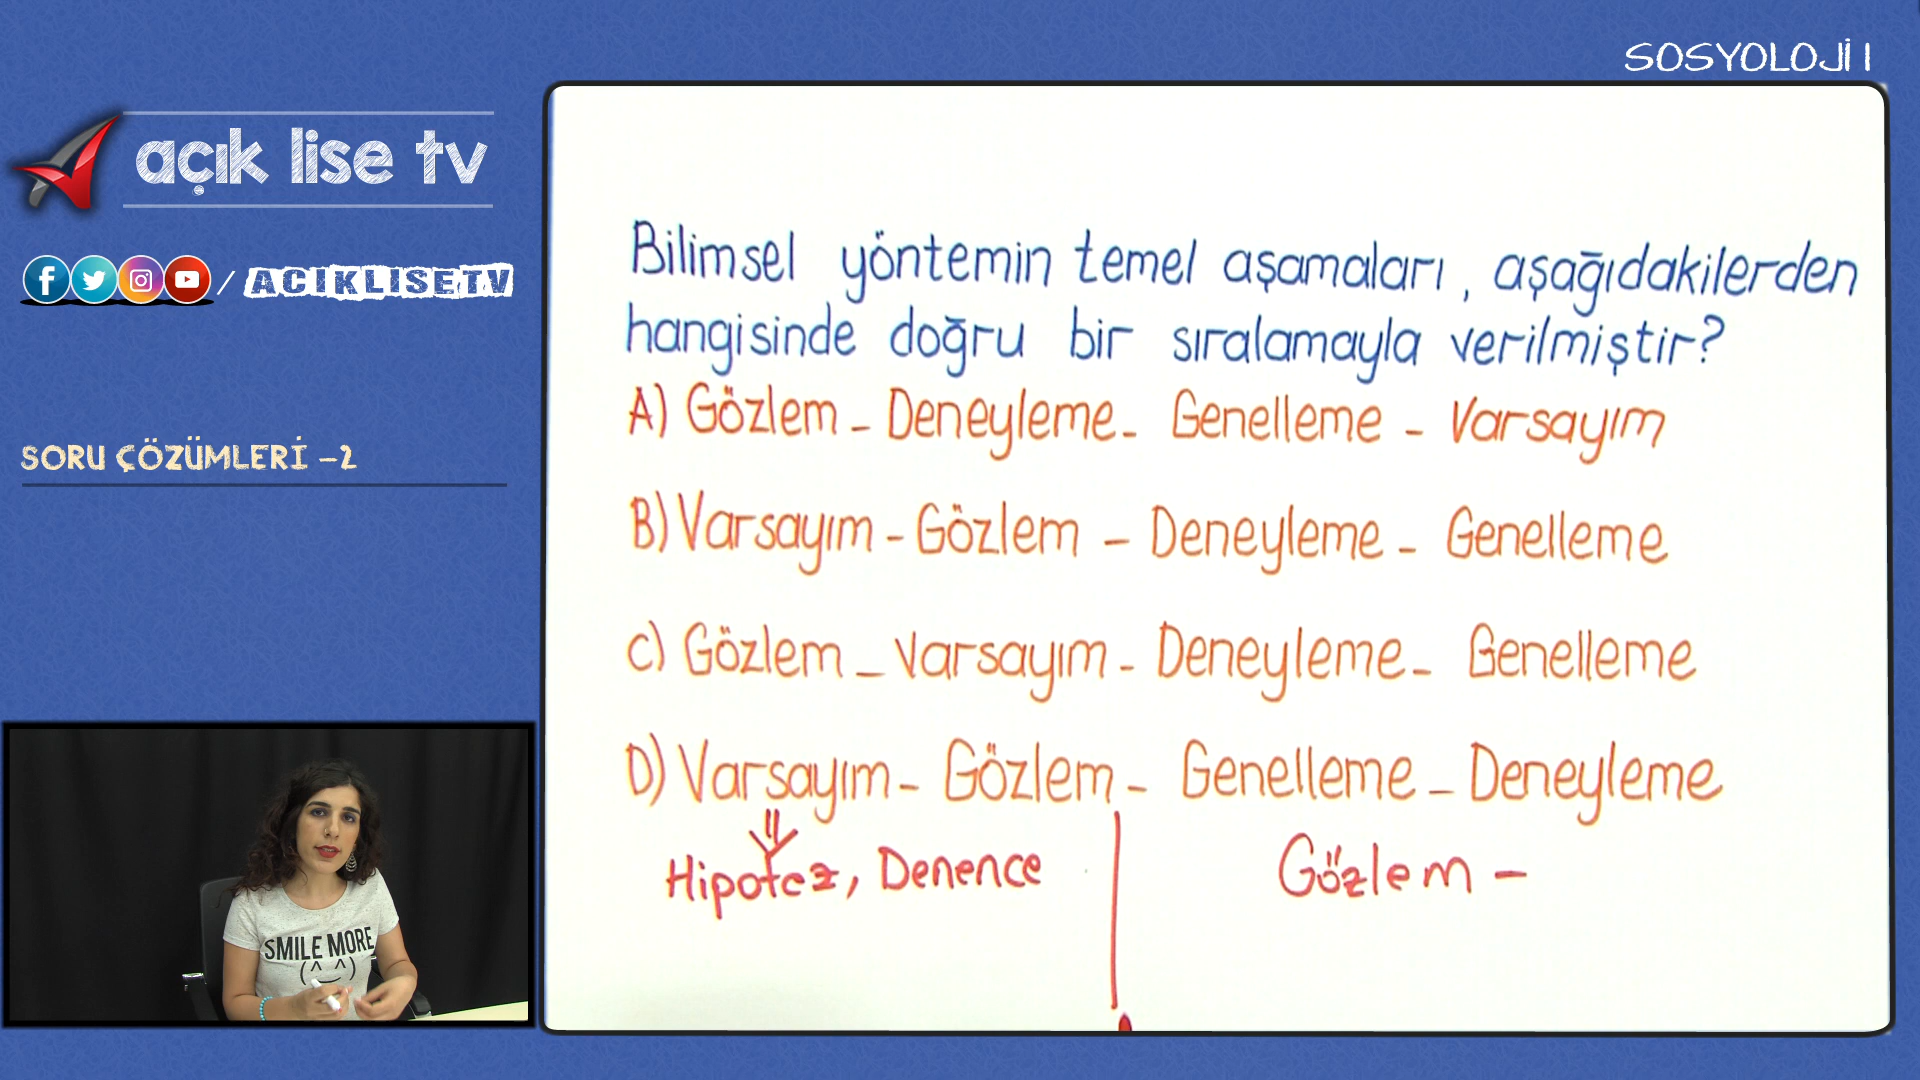 SOSYOLOJİ 1
açık lise tv
/ ACIKLISETV
SORU ÇÖZÜMLERİ -2
Bilimsel yöntemin temel aşamaları, aşağıdakilerden
hangisinde doğru bir sıralamayla verilmiştir?
A) Gözlem - Deneyleme - Genelleme - Varsayım
B) Varsayım - Gözlem - Deneyleme - Genelleme
C) Gözlem - Varsayım - Deneyleme - Genelleme
D) Varsayım - Gözlem - Genelleme - Deneyleme
Hipotez, Denence
Gözlem -
SMILE MORE
(^_^)